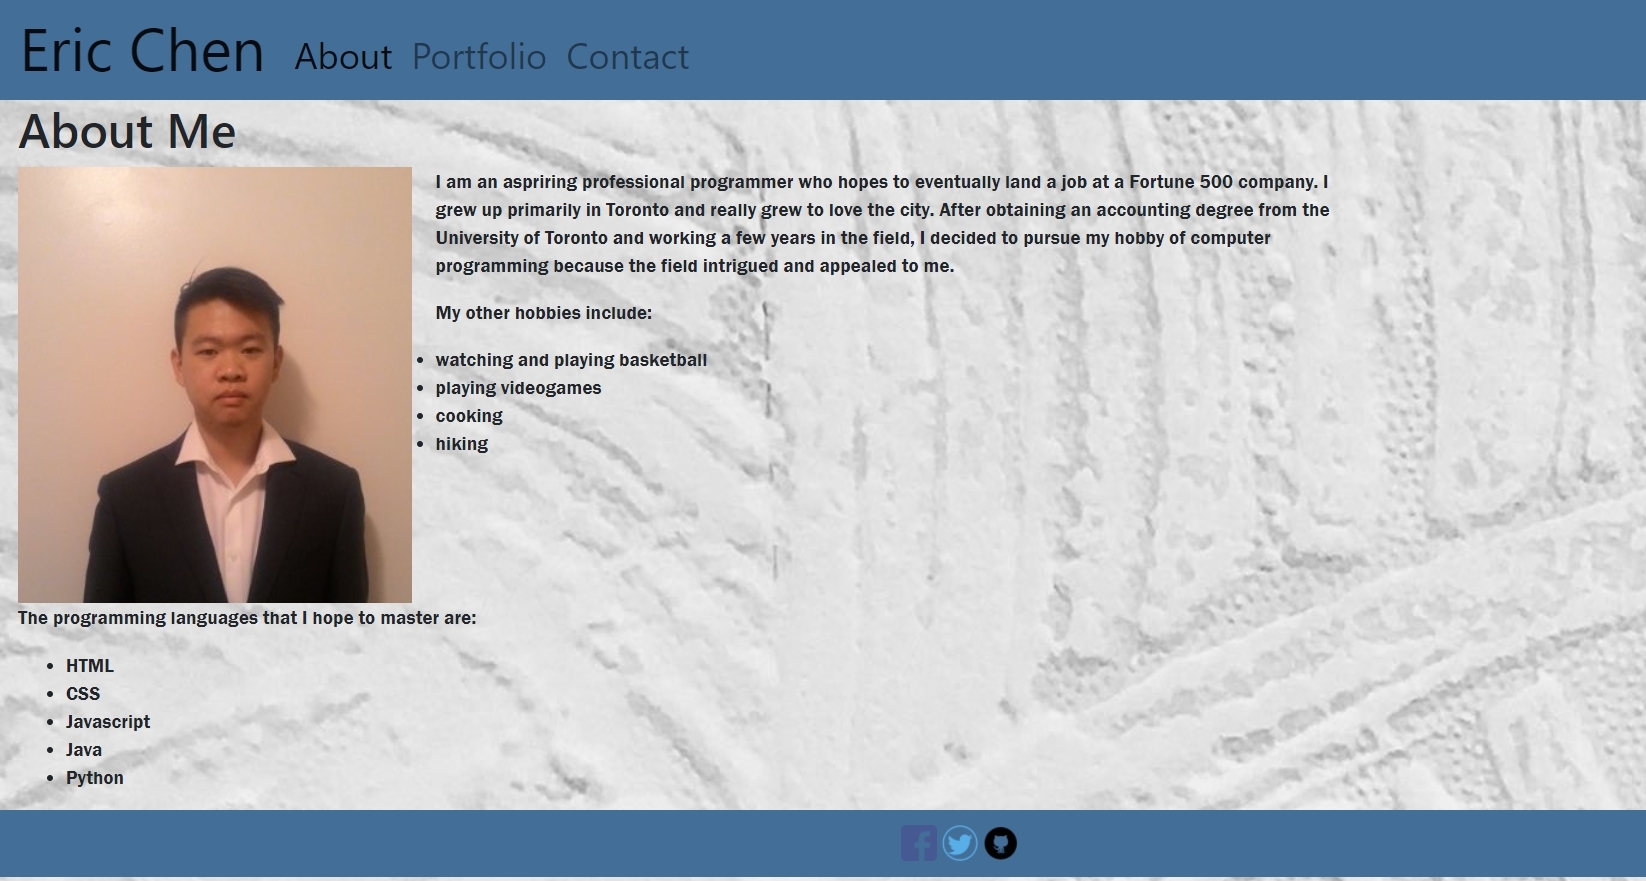 Eric Chen About Portfolio Contact
About Me
I am an aspriring professional programmer who hopes to eventually land a job at a Fortune 500 company. I
grew up primarily in Toronto and really grew to love the city. After obtaining an accounting degree from the
University of Toronto and working a few years in the field, I decided to pursue my hobby of computer
programming because the field intrigued and appealed to me.
My other hobbies include:
• watching and playing basketball
• playing videogames
• cooking
• hiking
The programming languages that I hope to master are:
• HTML
• CSS
• Javascript
• Java
• Python